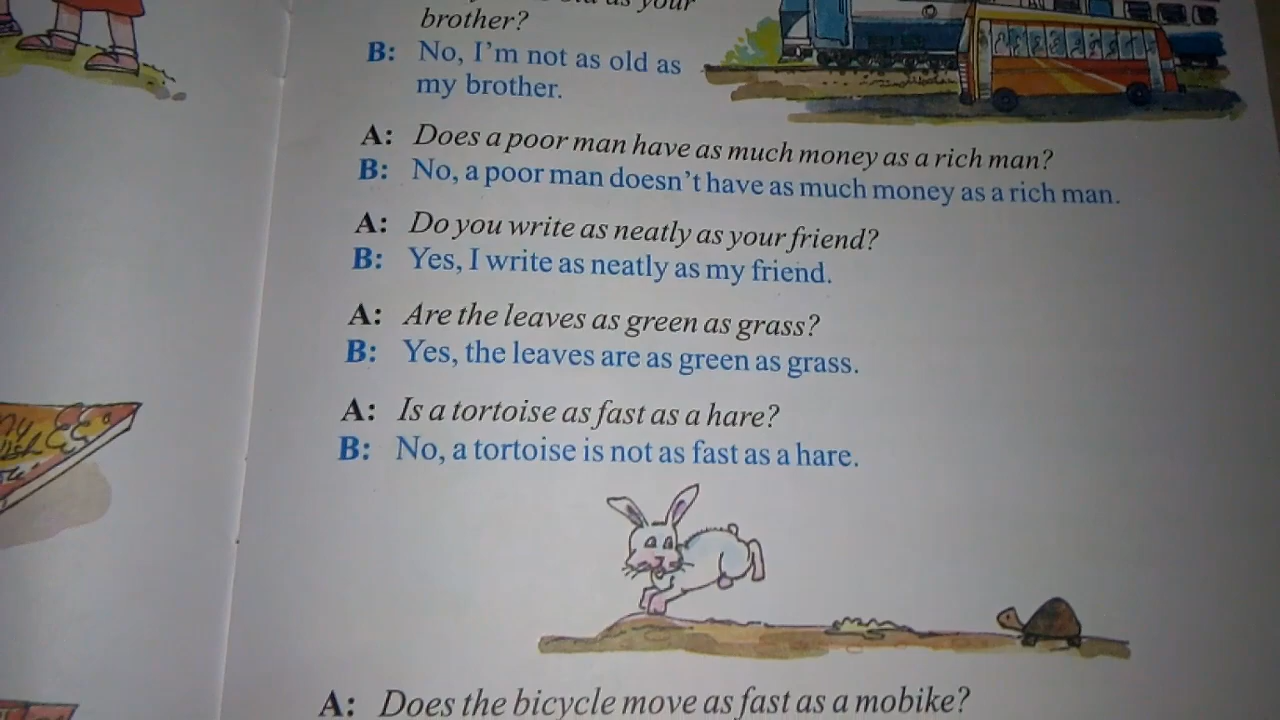 as your
brother?
B: No, I'm not as old as
my brother.
A: Does a poor man have as much money as a rich man?
B: No, a poor man doesn't have as much money as a rich man.
A: Do you write as neatly as your friend?
B: Yes, I write as neatly as my friend.
A: Are the leaves as green as grass?
B: Yes, the leaves are as green as grass.
A: Is a tortoise as fast as a hare?
B: No, a tortoise is not as fast as a hare.
A: Does the bicycle move as fast as a mobike?